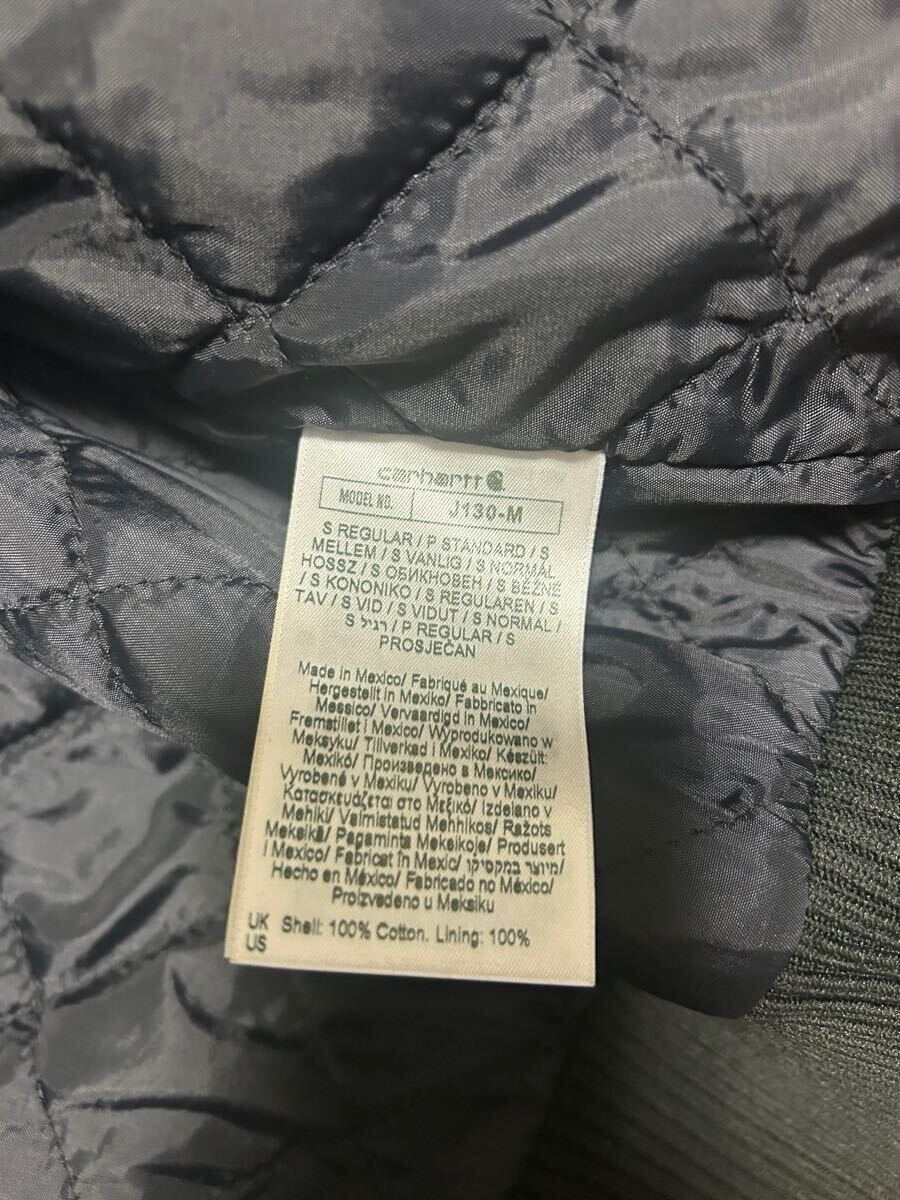 carhartt
MODEL NO. J130-M
S REGULAR / P STANDARD / S
MELLEM / S VANLIG / S NORMÁL
HOSSZ / S ОБИКНОВЕН / S BĚŽNÉ
/ S KONONIKO / S REGULAREN / S
TAV / S VID / S VIDUT / S NORMAL /
S רגיל / P REGULAR / S
PROSJEČAN
Made in Mexico/ Fabriqué au Mexique/
Hergestellt in Mexiko/ Fabbricato in
Messico/ Vervaardigd in Mexico/
Fremstillet i Mexico/ Wyprodukowano w
Meksyku/ Tillverkad i Mexiko/ Készült:
Mexikó/ Произведено в Мексико/
Vyrobené v Mexiku/ Vyrobeno v Mexiku/
Κατασκευάζεται στο Μεξικό/ Izdelano v
Mehiki/ Valmistatud Mehhikos/ Ražots
Meksikā/ Pagaminta Meksikoje/ Produsert
i Mexico/ Fabricat în Mexic/ מיוצר במקסיקו/
Hecho en México/ Fabricado no México/
Proizvedeno u Meksiku
UK Shell: 100% Cotton. Lining: 100%
US